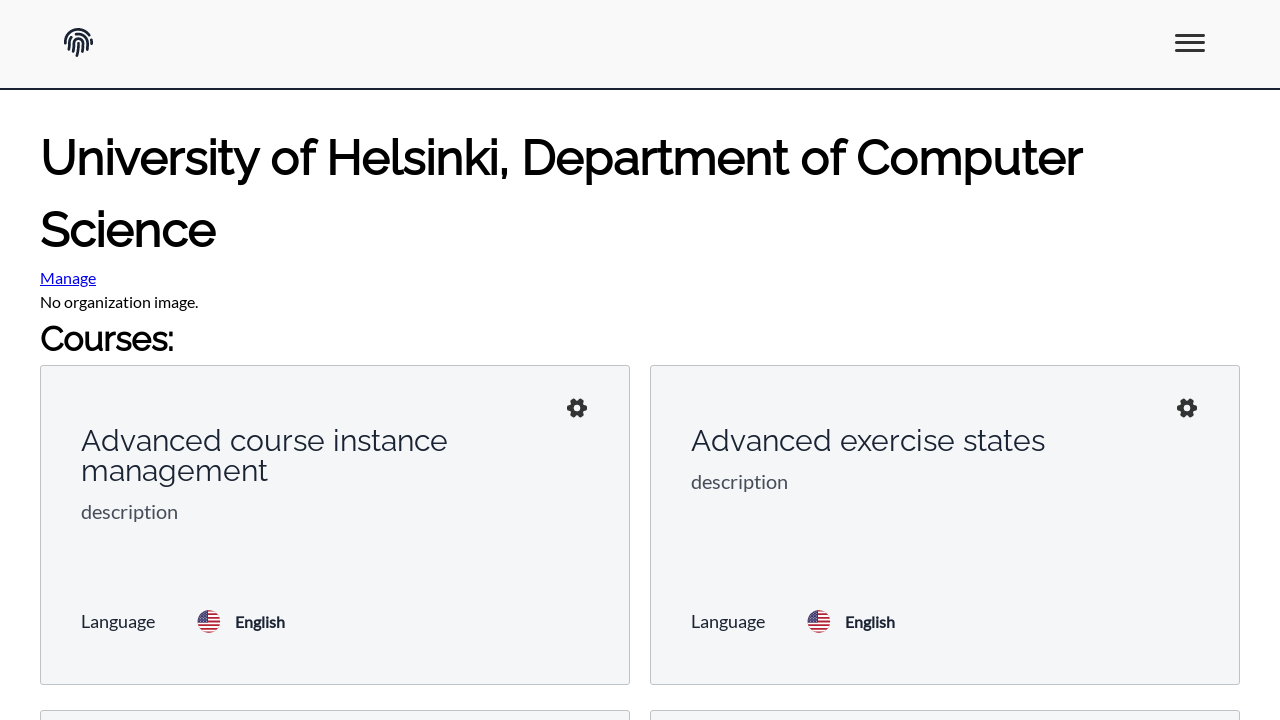 University of Helsinki, Department of Computer
Science
Manage
No organization image.
Courses:
Advanced course instance
management
description
Language English
Advanced exercise states
description
Language English